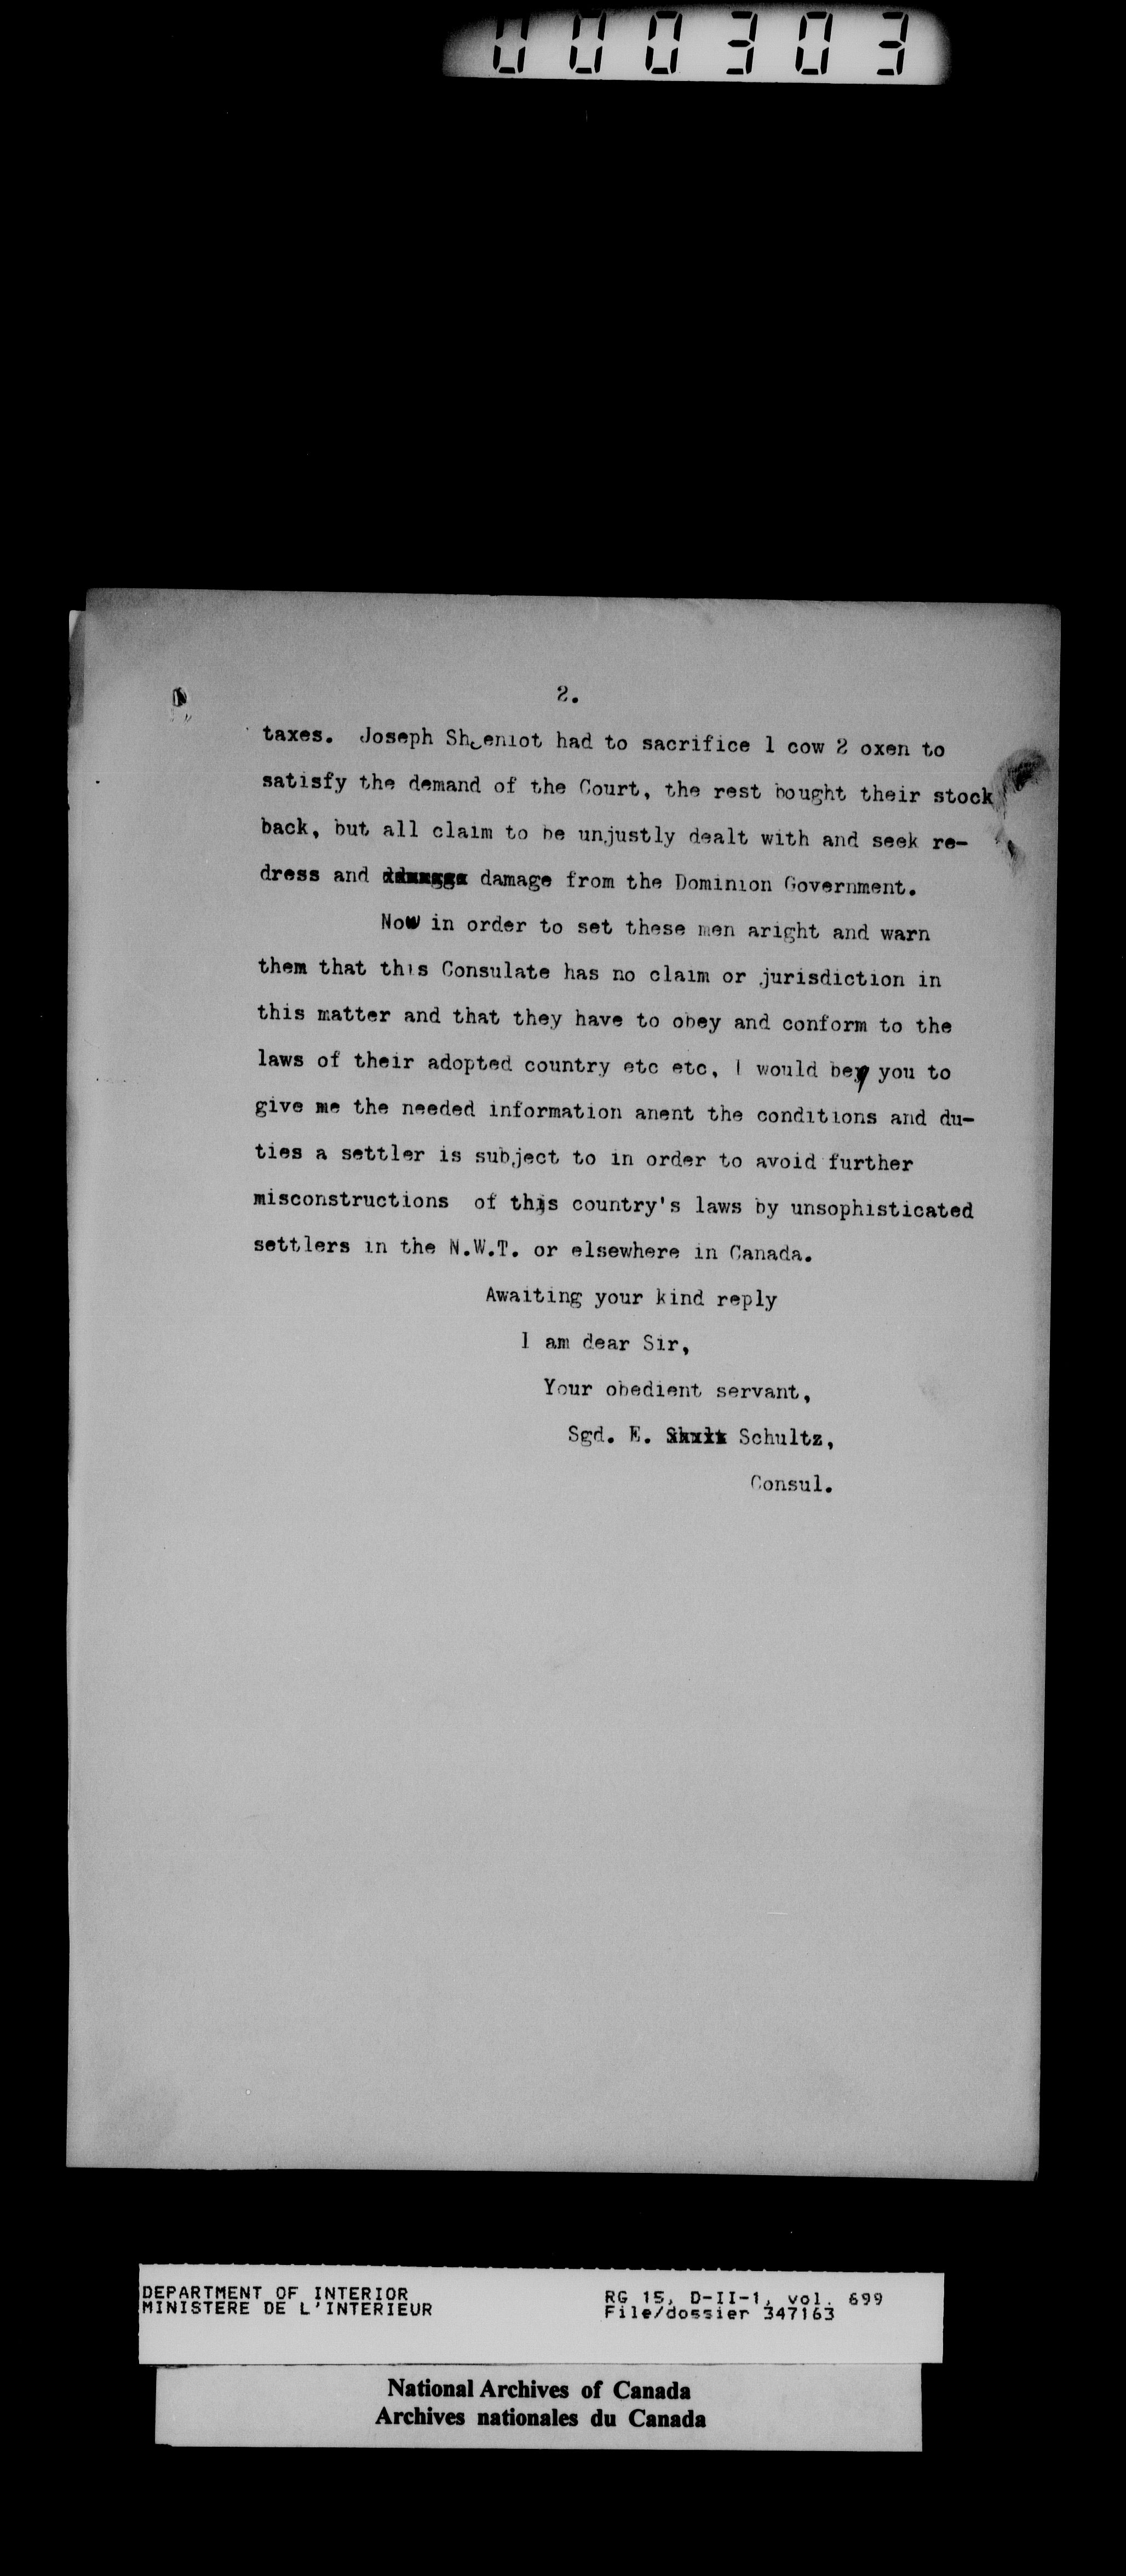 000303
2.
taxes. Joseph Sheeniot had to sacrifice 1 cow 2 oxen to
satisfy the demand of the Court, the rest bought their stock
back, but all claim to be unjustly dealt with and seek re-
dress and damage from the Dominion Government.
Now in order to set these men aright and warn
them that this Consulate has no claim or jurisdiction in
this matter and that they have to obey and conform to the
laws of their adopted country etc etc, I would beg you to
give me the needed information anent the conditions and du-
ties a settler is subject to in order to avoid further
misconstructions of this country's laws by unsophisticated
settlers in the N.W.T. or elsewhere in Canada.
Awaiting your kind reply
I am dear Sir,
Your obedient servant,
Sgd. E. Schultz,
Consul.
DEPARTMENT OF INTERIOR
MINISTERE DE L'INTERIEUR
RG 15, D-II-1, vol. 699
File/dossier 347163
National Archives of Canada
Archives nationales du Canada